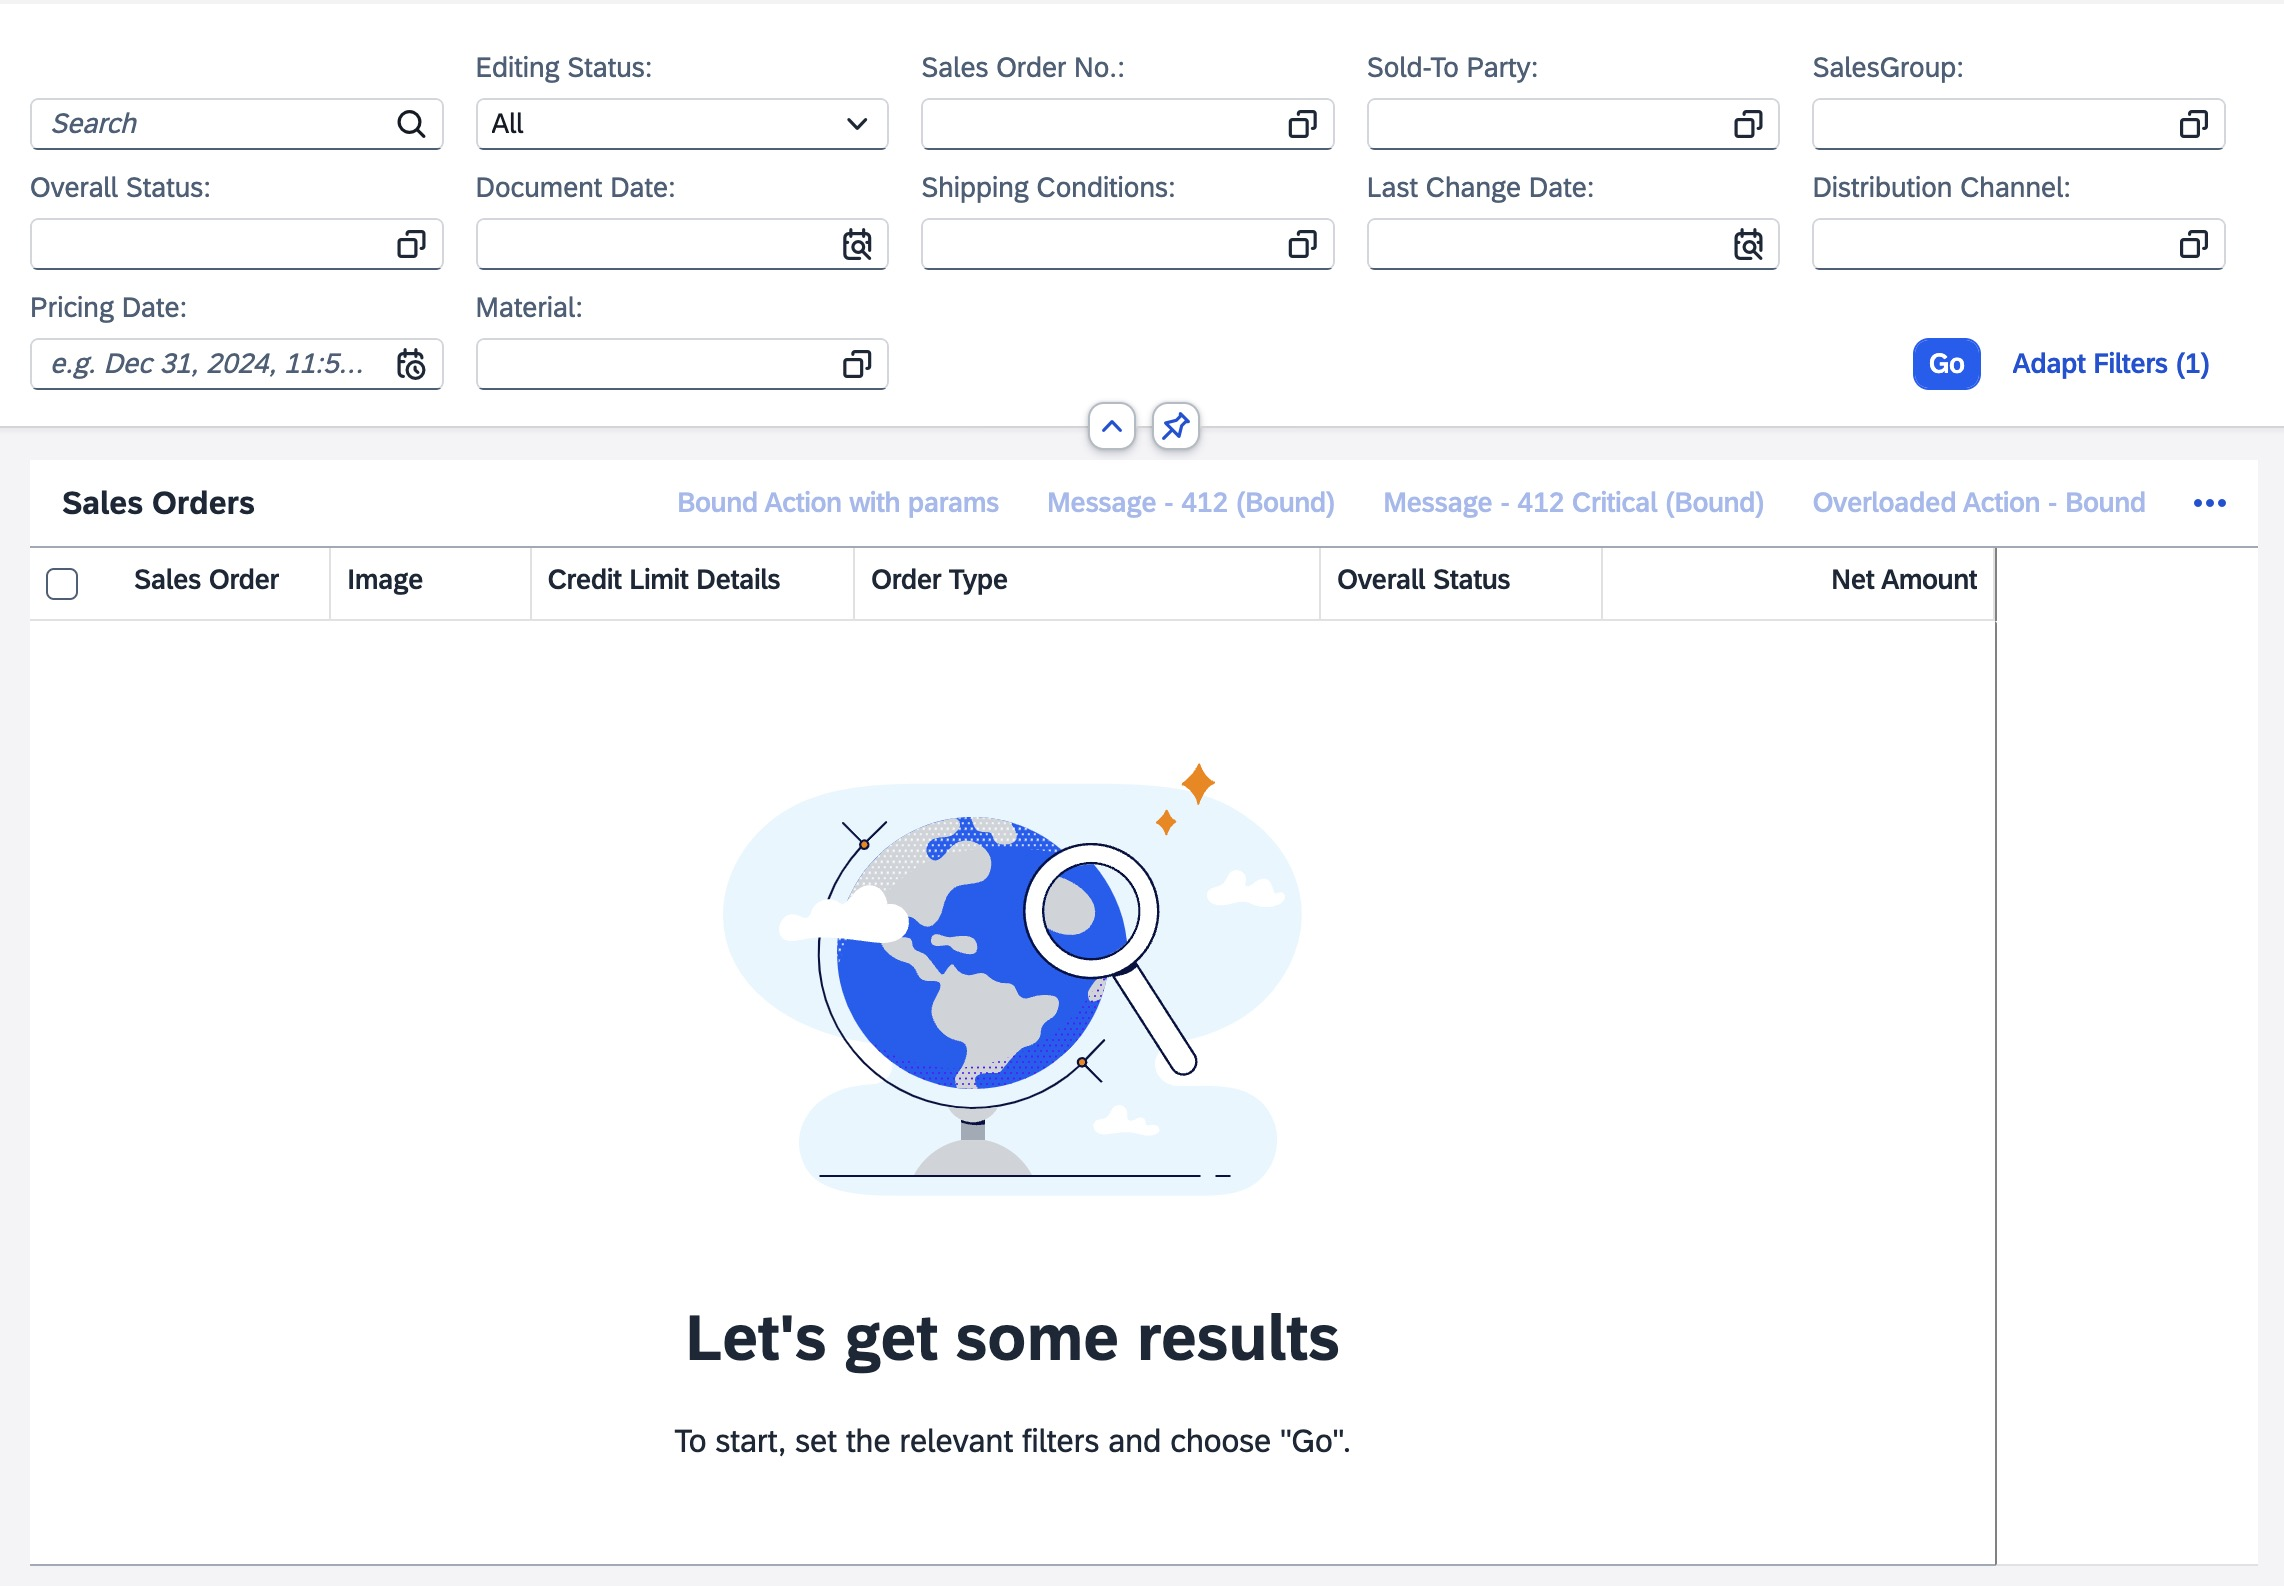 Editing Status:
Sales Order No.:
Sold-To Party:
SalesGroup:
Search
All
Overall Status:
Document Date:
Shipping Conditions:
Last Change Date:
Distribution Channel:
Pricing Date:
Material:
e.g. Dec 31, 2024, 11:5...
Go
Adapt Filters (1)
Sales Orders
Bound Action with params
Message - 412 (Bound)
Message - 412 Critical (Bound)
Overloaded Action - Bound
Sales Order
Image
Credit Limit Details
Order Type
Overall Status
Net Amount
Let's get some results
To start, set the relevant filters and choose "Go".